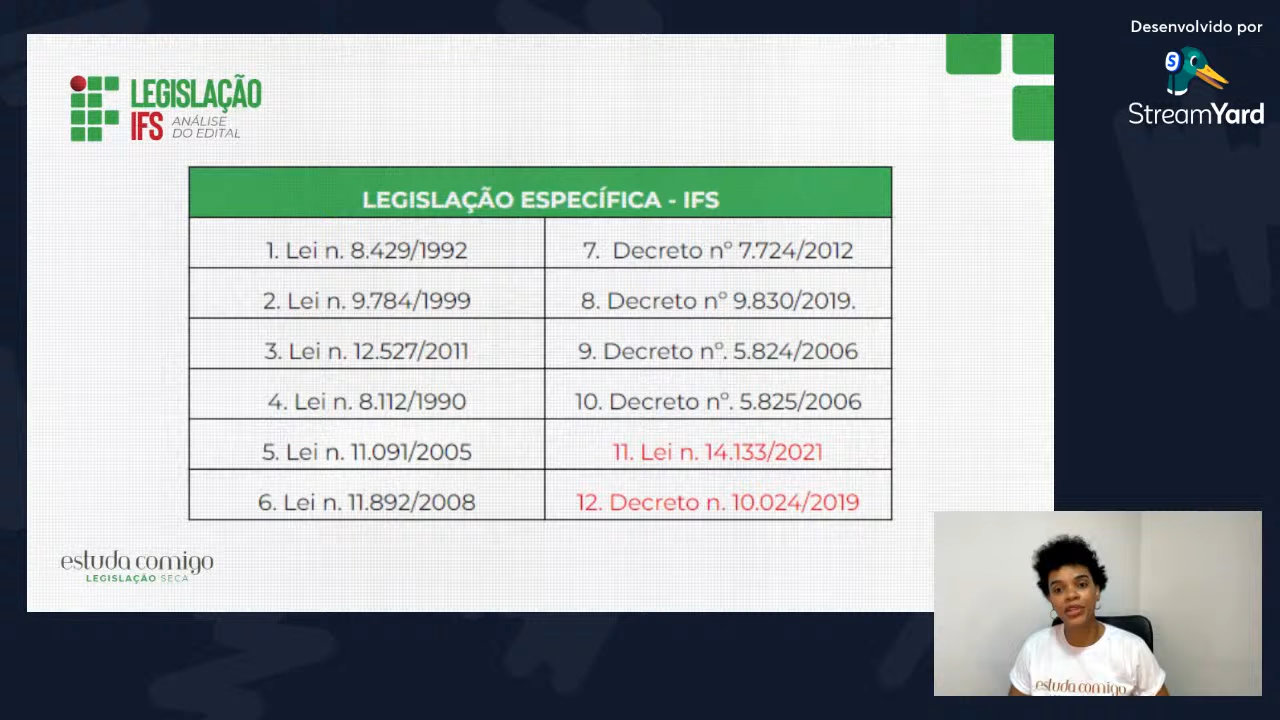 Desenvolvido por
StreamYard
LEGISLAÇÃO
IFS ANÁLISE
DO EDITAL
LEGISLAÇÃO ESPECÍFICA - IFS
1. Lei n. 8.429/1992
7. Decreto nº 7.724/2012
2. Lei n. 9.784/1999
8. Decreto nº 9.830/2019.
3. Lei n. 12.527/2011
9. Decreto nº. 5.824/2006
4. Lei n. 8.112/1990
10. Decreto nº. 5.825/2006
5. Lei n. 11.091/2005
11. Lei n. 14.133/2021
6. Lei n. 11.892/2008
12. Decreto n. 10.024/2019
estuda comigo
LEGISLAÇÃO SECA
estuda comigo